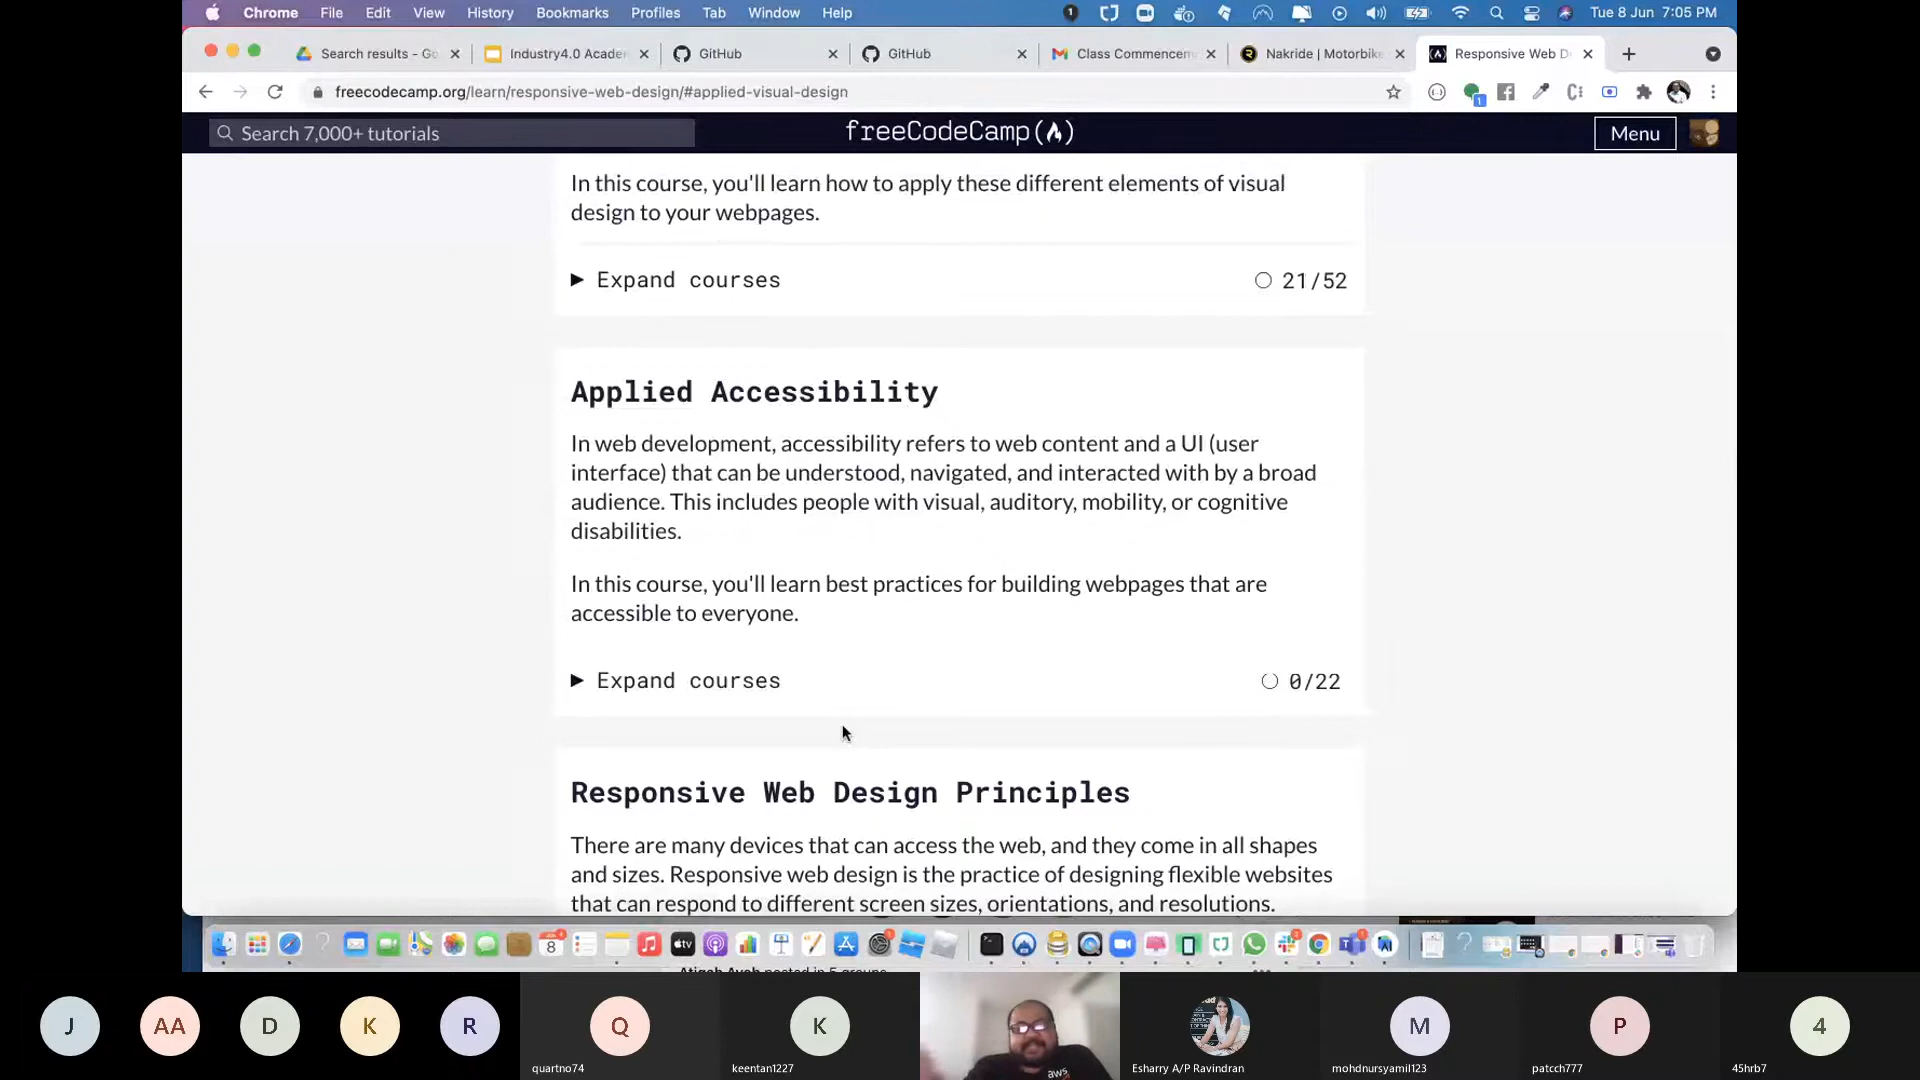 Chrome File Edit View History Bookmarks Profiles Tab Window Help
Tue 8 Jun 7:05 PM
Search results - Go
Industry4.0 Acade
GitHub
GitHub
Class Commencem
Nakride | Motorbike
Responsive Web D
freecodecamp.org/learn/responsive-web-design/#applied-visual-design
Search 7,000+ tutorials
freeCodeCamp
Menu
In this course, you'll learn how to apply these different elements of visual
design to your webpages.
Expand courses
21/52
Applied Accessibility
In web development, accessibility refers to web content and a UI (user
interface) that can be understood, navigated, and interacted with by a broad
audience. This includes people with visual, auditory, mobility, or cognitive
disabilities.
In this course, you'll learn best practices for building webpages that are
accessible to everyone.
Expand courses
0/22
Responsive Web Design Principles
There are many devices that can access the web, and they come in all shapes
and sizes. Responsive web design is the practice of designing flexible websites
that can respond to different screen sizes, orientations, and resolutions.
8
tv
posted in 5 groups
J
AA
D
K
R
Q
K
M
P
4
aws
quartno74
keentan1227
Esharry A/P Ravindran
mohdnursyamil123
patcch777
45hrb7